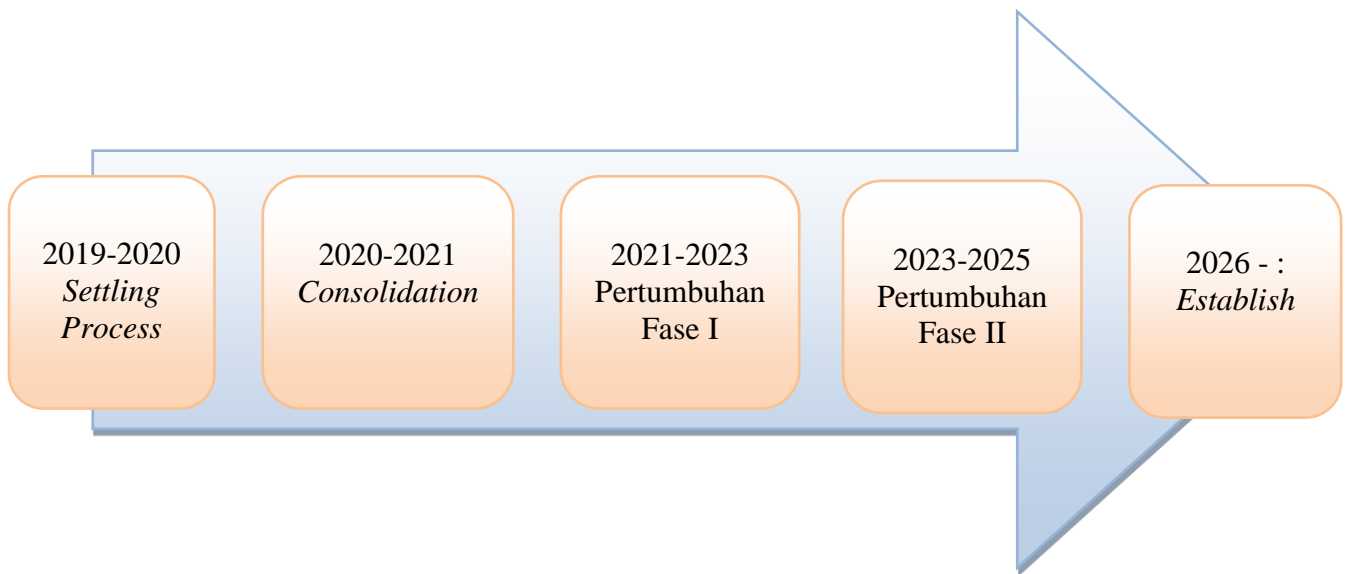 2019-2020
Settling
Process
2020-2021
Consolidation
2021-2023
Pertumbuhan
Fase I
2023-2025
Pertumbuhan
Fase II
2026 - :
Establish